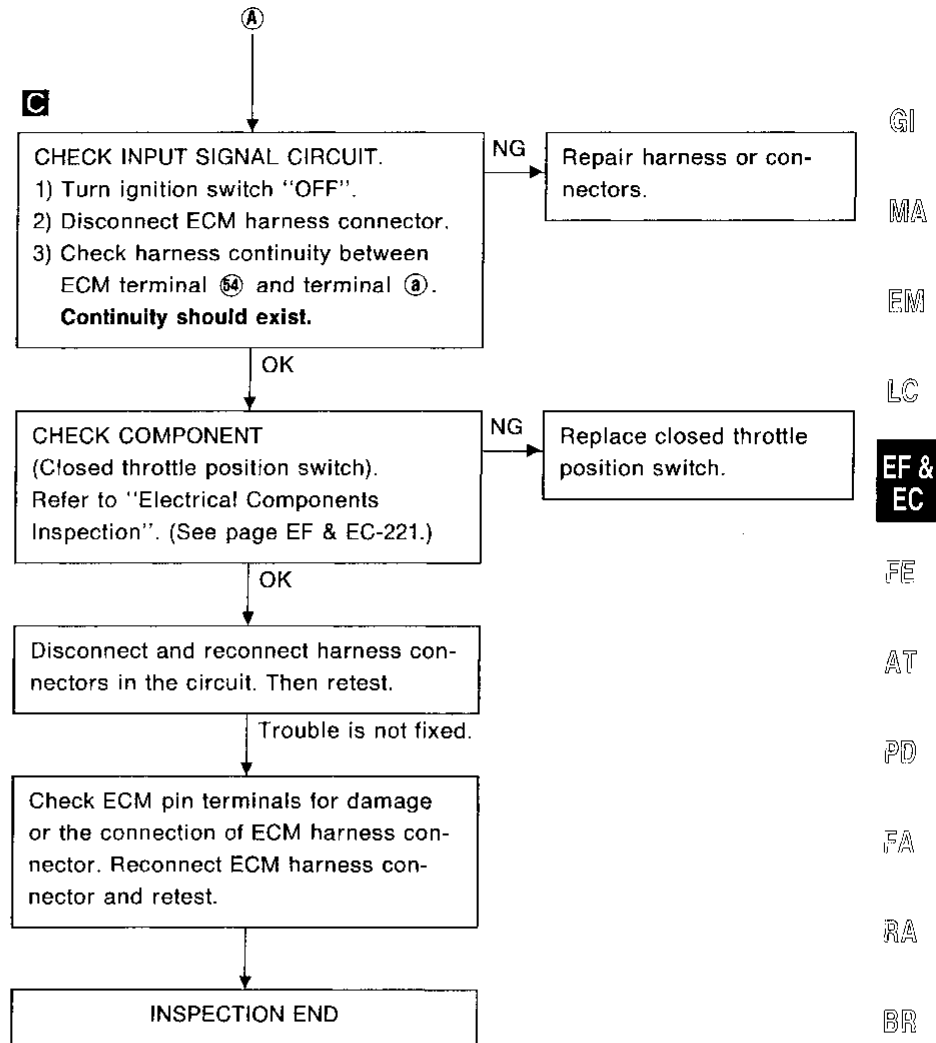 Ⓐ
C
CHECK INPUT SIGNAL CIRCUIT.
1) Turn ignition switch "OFF".
2) Disconnect ECM harness connector.
3) Check harness continuity between
ECM terminal 54 and terminal ⓐ.
Continuity should exist.
NG
Repair harness or con-
nectors.
OK
CHECK COMPONENT
(Closed throttle position switch).
Refer to "Electrical Components
Inspection". (See page EF & EC-221.)
NG
Replace closed throttle
position switch.
OK
Disconnect and reconnect harness con-
nectors in the circuit. Then retest.
Trouble is not fixed.
Check ECM pin terminals for damage
or the connection of ECM harness con-
nector. Reconnect ECM harness con-
nector and retest.
INSPECTION END
GI
MA
EM
LC
EF &
EC
FE
AT
PD
FA
RA
BR